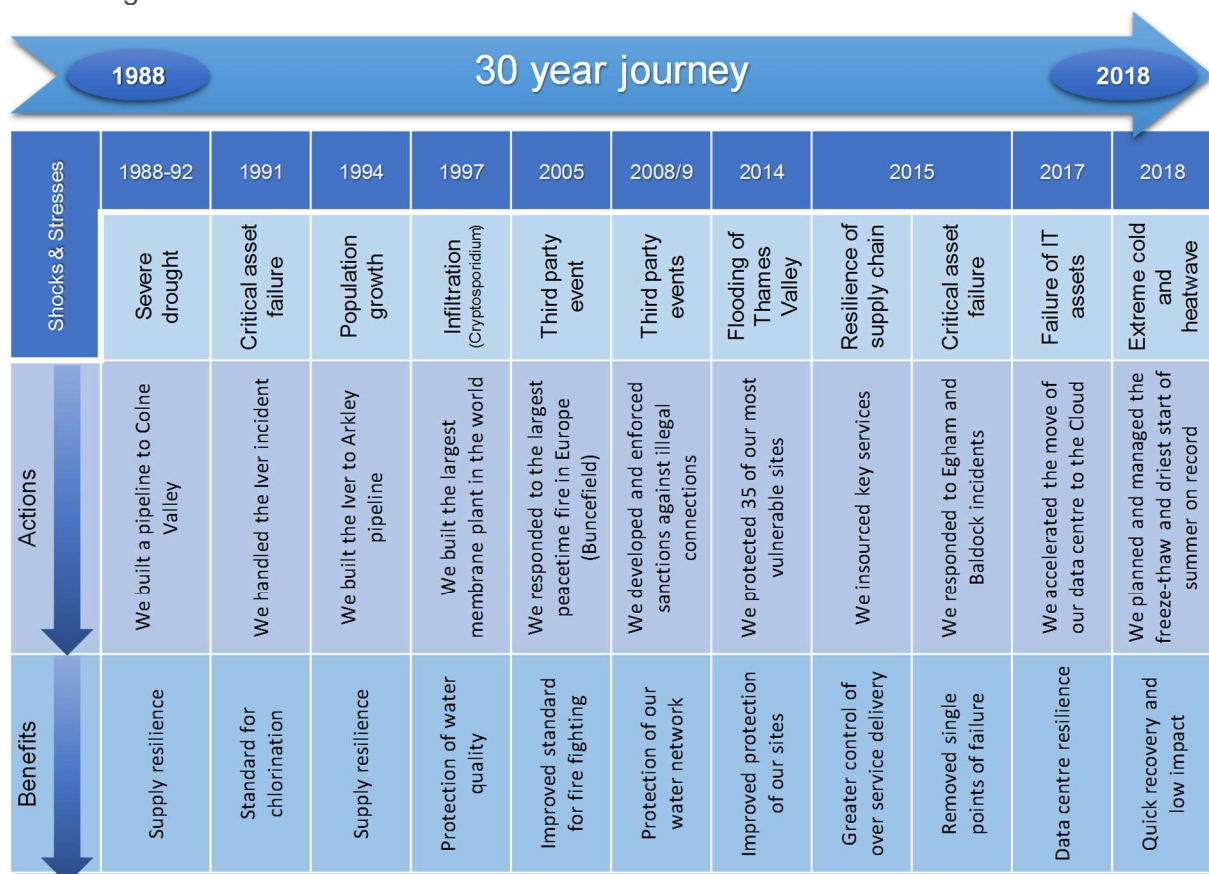 1988
30 year journey
2018
Shocks & Stresses
1988-92
1991
1994
1997
2005
2008/9
2014
2015
2017
2018
Severe
drought
Critical asset
failure
Population
growth
Infiltration
(Cryptosporidium)
Third party
event
Third party
events
Flooding of
Thames
Valley
Resilience of
supply chain
Critical asset
failure
Failure of IT
assets
Extreme cold
and
heatwave
Actions
We built a pipeline to Colne
Valley
We handled the Iver incident
We built the Iver to Arkley
pipeline
We built the largest
membrane plant in the world
We responded to the largest
peacetime fire in Europe
(Buncefield)
We developed and enforced
sanctions against illegal
connections
We protected 35 of our most
vulnerable sites
We insourced key services
We responded to Egham and
Baldock incidents
We accelerated the move of
our data centre to the Cloud
We planned and managed the
freeze-thaw and driest start of
summer on record
Benefits
Supply resilience
Standard for
chlorination
Supply resilience
Protection of water
quality
Improved standard
for fire fighting
Protection of our
water network
Improved protection
of our sites
Greater control of
over service delivery
Removed single
points of failure
Data centre resilience
Quick recovery and
low impact